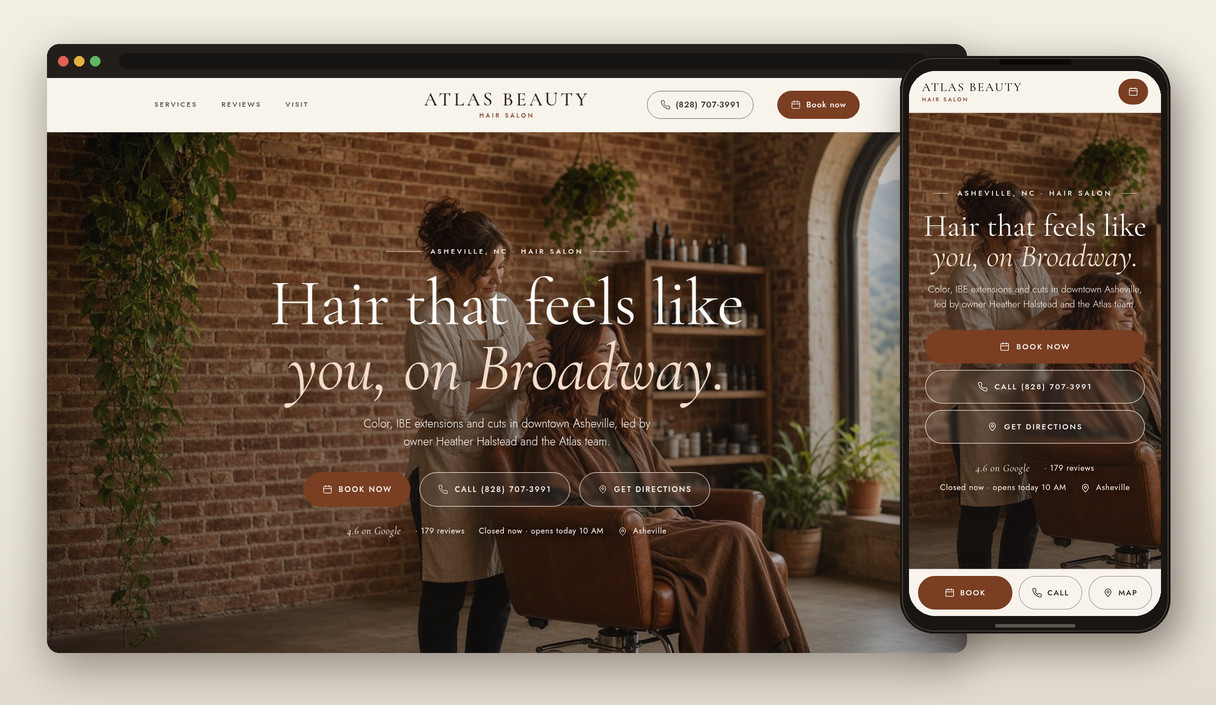 SERVICES
REVIEWS
VISIT
ATLAS BEAUTY
HAIR SALON
(828) 707-3991
Book now
ASHEVILLE, NC · HAIR SALON
Hair that feels like
you, on Broadway.
Color, IBE extensions and cuts in downtown Asheville, led by
owner Heather Halstead and the Atlas team.
BOOK NOW
CALL (828) 707-3991
GET DIRECTIONS
4.6 on Google · 179 reviews Closed now · opens today 10 AM Asheville
ATLAS BEAUTY
HAIR SALON
ASHEVILLE, NC · HAIR SALON
Hair that feels like
you, on Broadway.
Color, IBE extensions and cuts in downtown Asheville,
led by owner Heather Halstead and the Atlas team.
BOOK NOW
CALL (828) 707-3991
GET DIRECTIONS
4.6 on Google · 179 reviews
Closed now · opens today 10 AM Asheville
BOOK
CALL
MAP